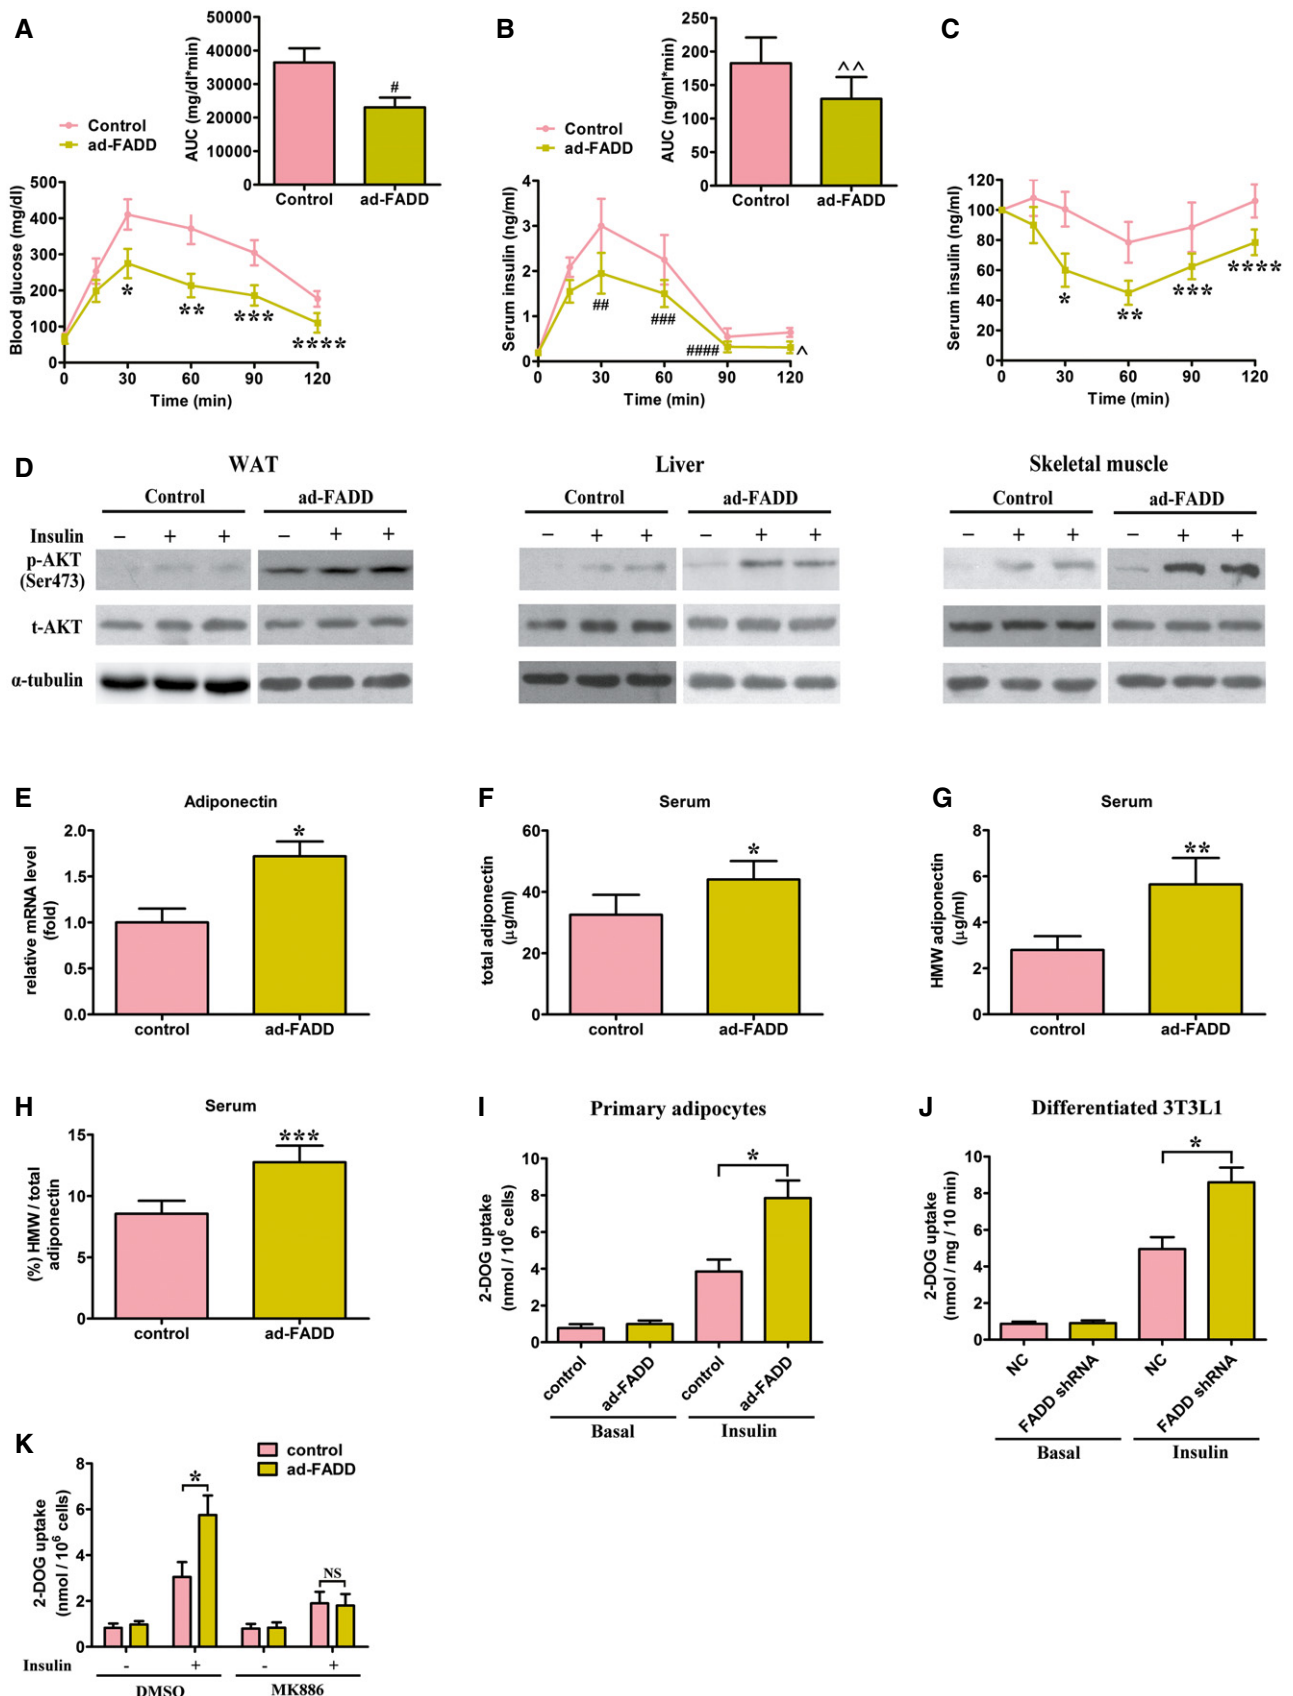 A
50000
40000
30000
20000
10000
0
AUC (mg/dl*min)
#
Control ad-FADD
Control
ad-FADD
Blood glucose (mg/dl)
500
400
300
200
100
0
* ** *** ****
0 30 60 90 120
Time (min)
B
250
200
150
100
50
0
AUC (ng/ml*min)
^^
Control ad-FADD
Control
ad-FADD
Serum insulin (ng/ml)
4
3
2
1
0
## ### #### ^
0 30 60 90 120
Time (min)
C
Serum insulin (ng/ml)
120
100
80
60
40
20
0
* ** *** ****
0 30 60 90 120
Time (min)
D
WAT Liver Skeletal muscle
Control ad-FADD Control ad-FADD Control ad-FADD
Insulin − + + − + + − + + − + + − + + − + +
p-AKT
(Ser473)
t-AKT
α-tubulin
E
Adiponectin
relative mRNA level
(fold)
2.0
1.5
1.0
0.5
0.0
*
control ad-FADD
F
Serum
total adiponectin
(μg/ml)
60
40
20
0
*
control ad-FADD
G
Serum
HMW adiponectin
(μg/ml)
8
6
4
2
0
**
control ad-FADD
H
Serum
(%) HMW / total
adiponectin
15
10
5
0
***
control ad-FADD
I
Primary adipocytes
2-DOG uptake
(nmol / 10⁶ cells)
10
8
6
4
2
0
*
control ad-FADD control ad-FADD
Basal Insulin
J
Differentiated 3T3L1
2-DOG uptake
(nmol / mg / 10 min)
10
8
6
4
2
0
*
NC FADD shRNA NC FADD shRNA
Basal Insulin
K
control
ad-FADD
2-DOG uptake
(nmol / 10⁶ cells)
8
6
4
2
0
*
NS
Insulin - + - +
DMSO MK886